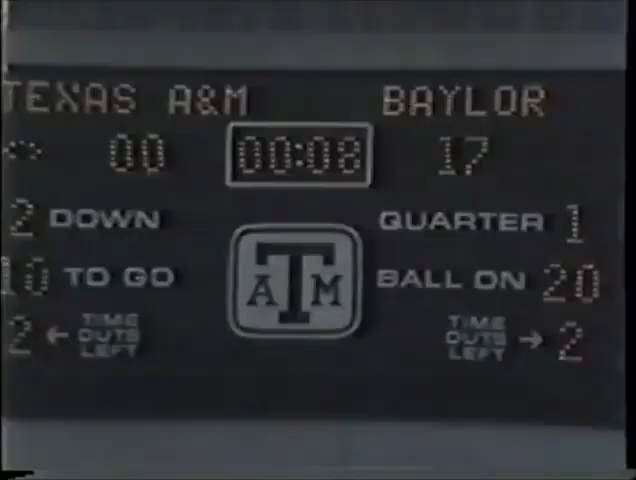 TEXAS A&M BAYLOR
<> 00 00:08 17
2 DOWN QUARTER 1
TO GO BALL ON 20
ATM
2 ← TIME OUTS LEFT TIME OUTS LEFT → 2